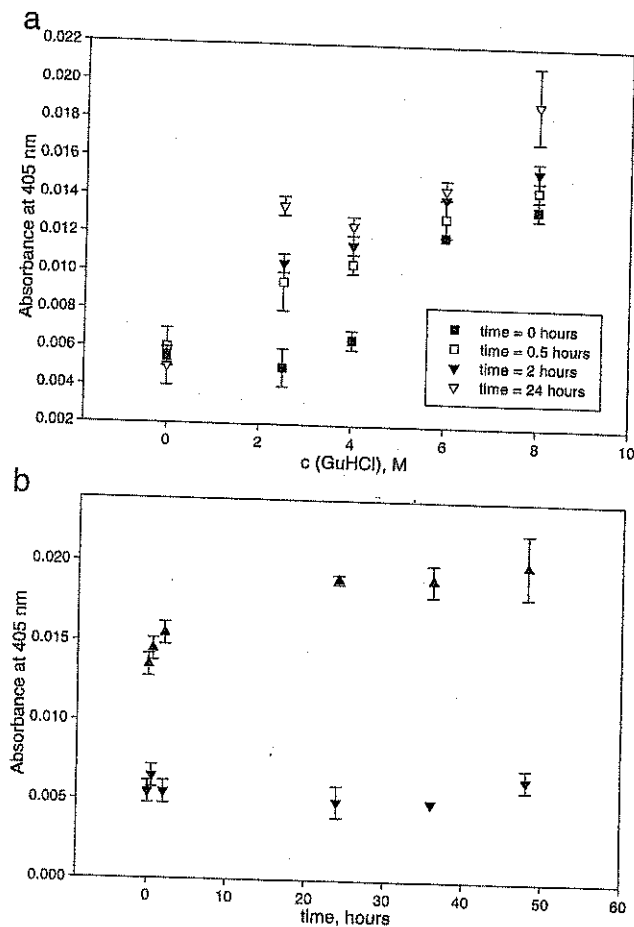 a
0.022
0.020
0.018
0.016
0.014
0.012
0.010
0.008
0.006
0.004
0.002
Absorbance at 405 nm
time = 0 hours
time = 0.5 hours
time = 2 hours
time = 24 hours
0 2 4 6 8 10
c (GuHCl), M
b
0.020
0.015
0.010
0.005
0.000
Absorbance at 405 nm
0 10 20 30 40 50 60
time, hours